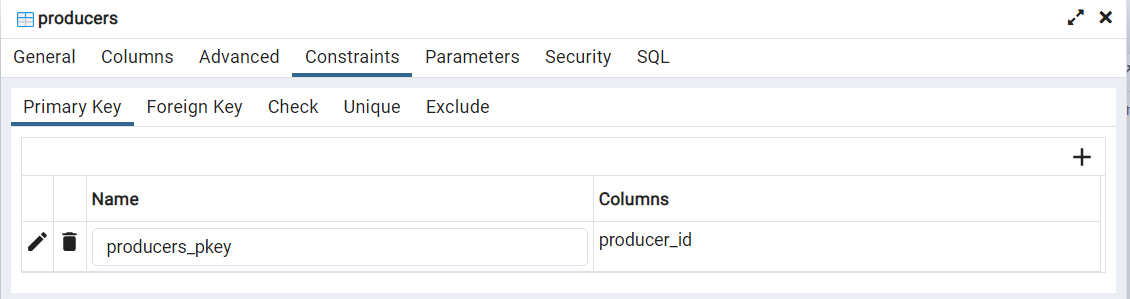 producers
General Columns Advanced Constraints Parameters Security SQL
Primary Key Foreign Key Check Unique Exclude
Name Columns
producers_pkey producer_id